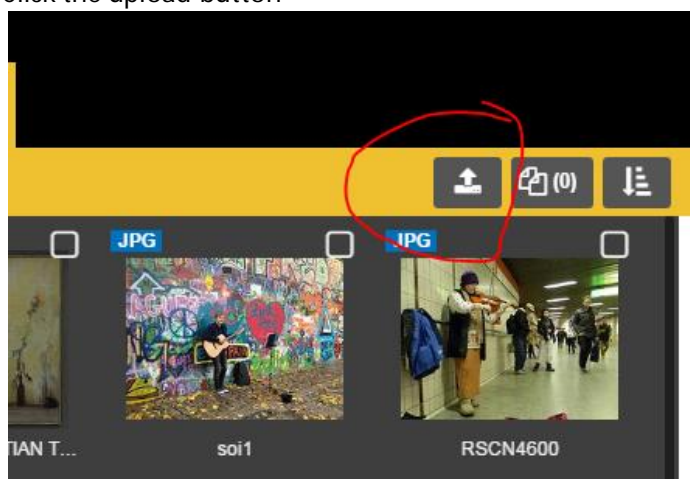 click the upload button
(0)
JPG
JPG
TIAN T...
soi1
RSCN4600